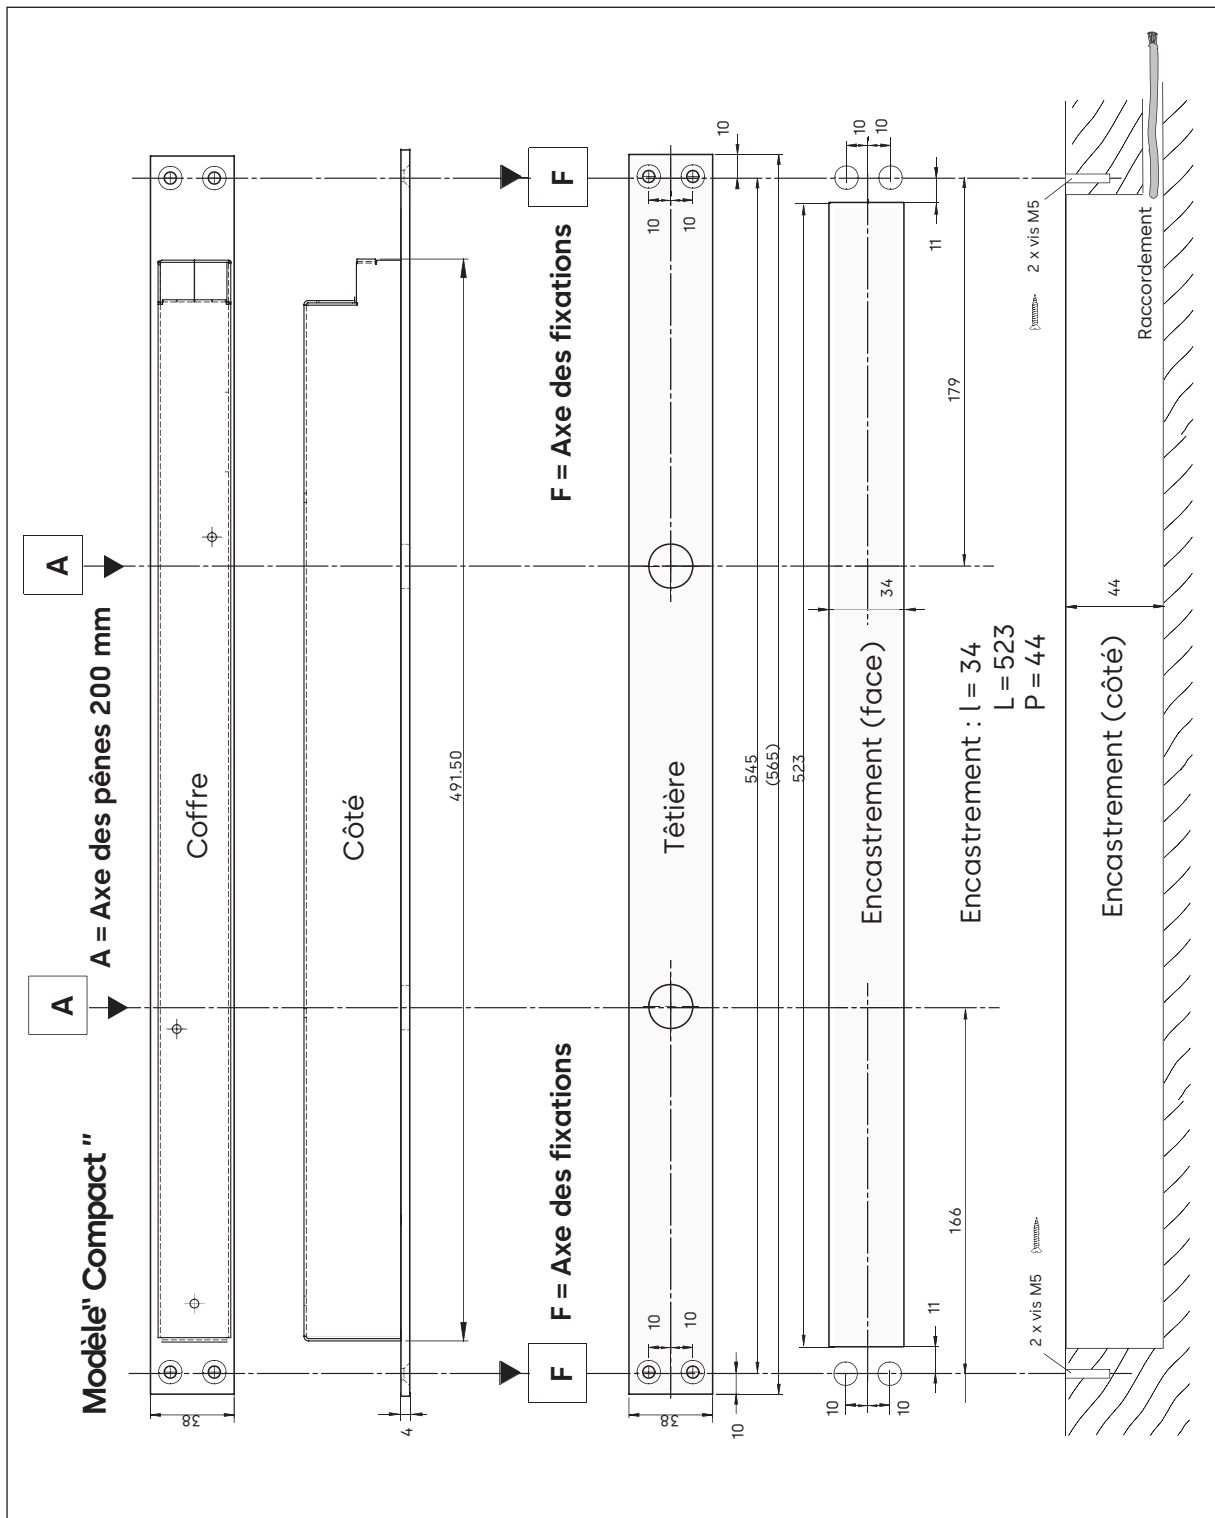 Modèle" Compact "
A = Axe des pênes 200 mm
A
A
38
Coffre
Côté
4
491.50
F
F = Axe des fixations
F = Axe des fixations
F
38
10
10
10
Têtière
10
10
10
545
(565)
523
10
10
11
Encastrement (face)
34
10
10
11
166
179
Encastrement : l = 34
L = 523
P = 44
2 x vis M5
2 x vis M5
Encastrement (côté)
44
Raccordement